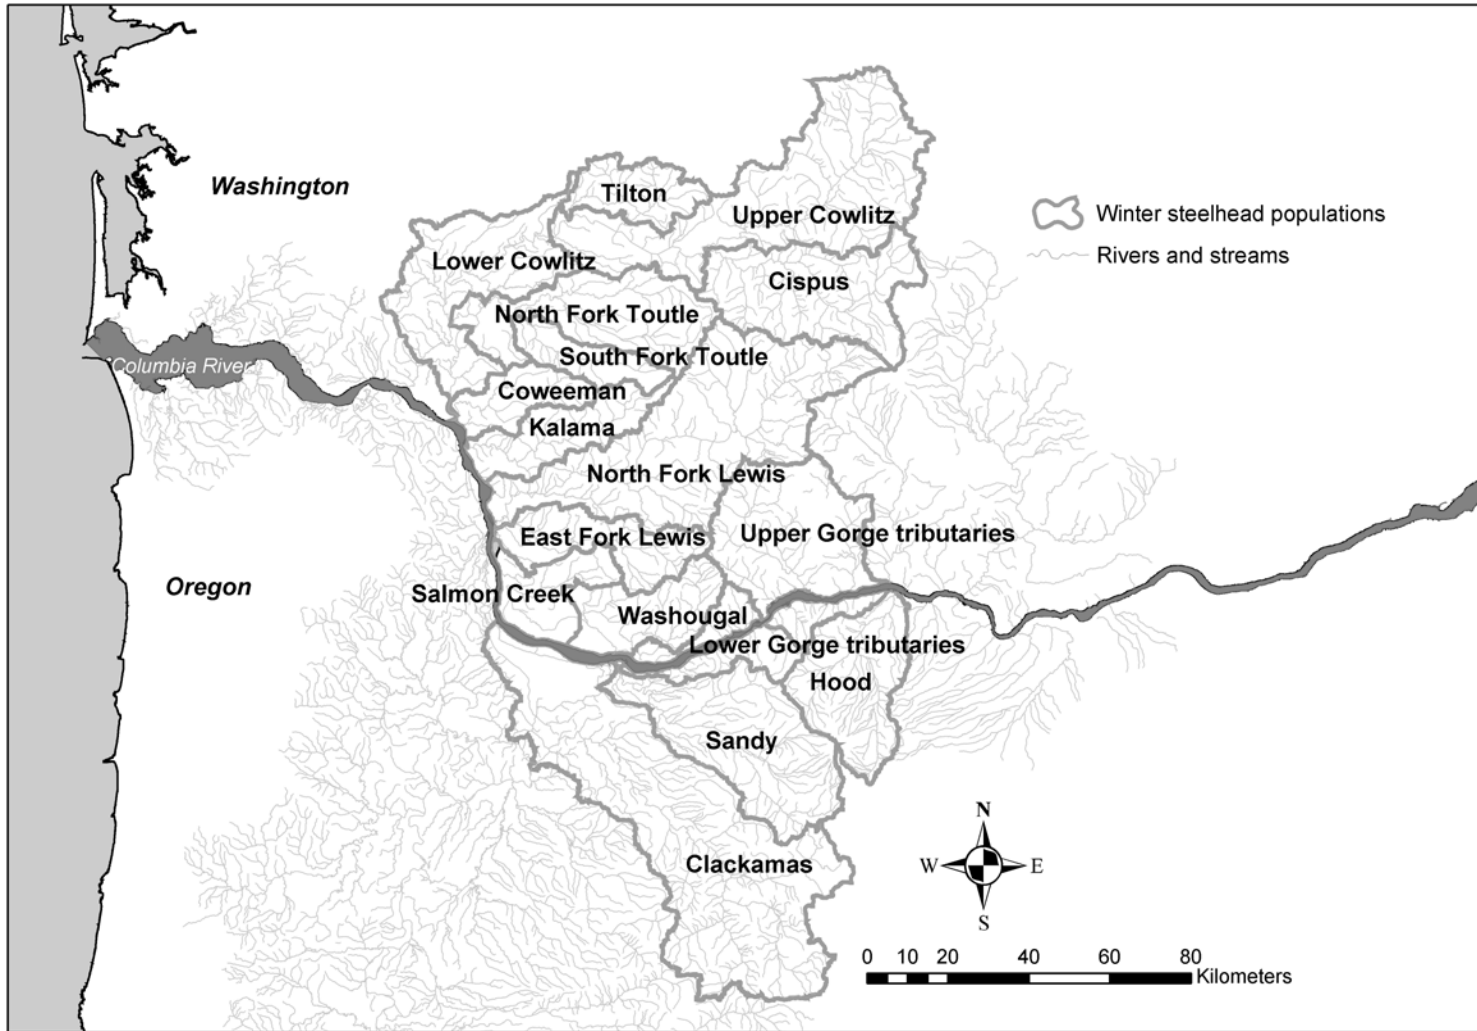 Washington
Tilton
Upper Cowlitz
Winter steelhead populations
Rivers and streams
Lower Cowlitz
Cispus
North Fork Toutle
South Fork Toutle
Columbia River
Coweeman
Kalama
North Fork Lewis
East Fork Lewis
Upper Gorge tributaries
Oregon
Salmon Creek
Washougal
Lower Gorge tributaries
Hood
Sandy
Clackamas
N
W
E
S
0 10 20 40 60 80
Kilometers